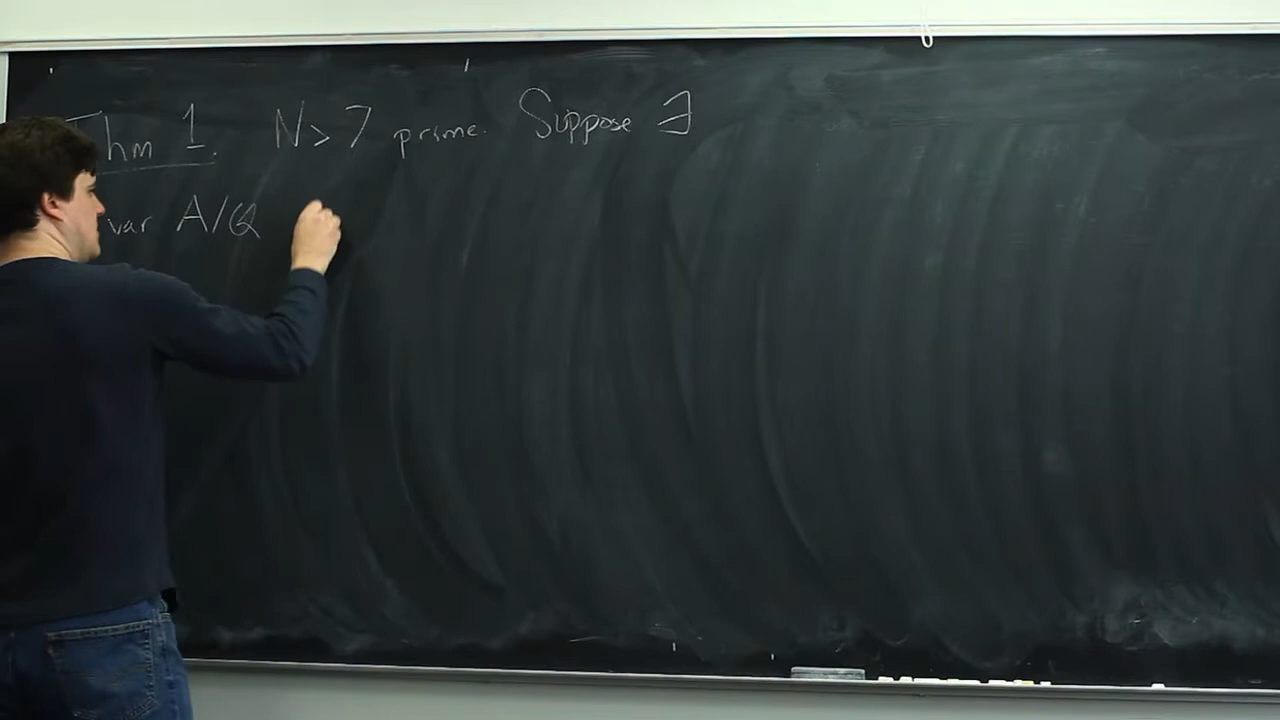 Thm 1. N > 7 prime. Suppose ∃
var A/Q